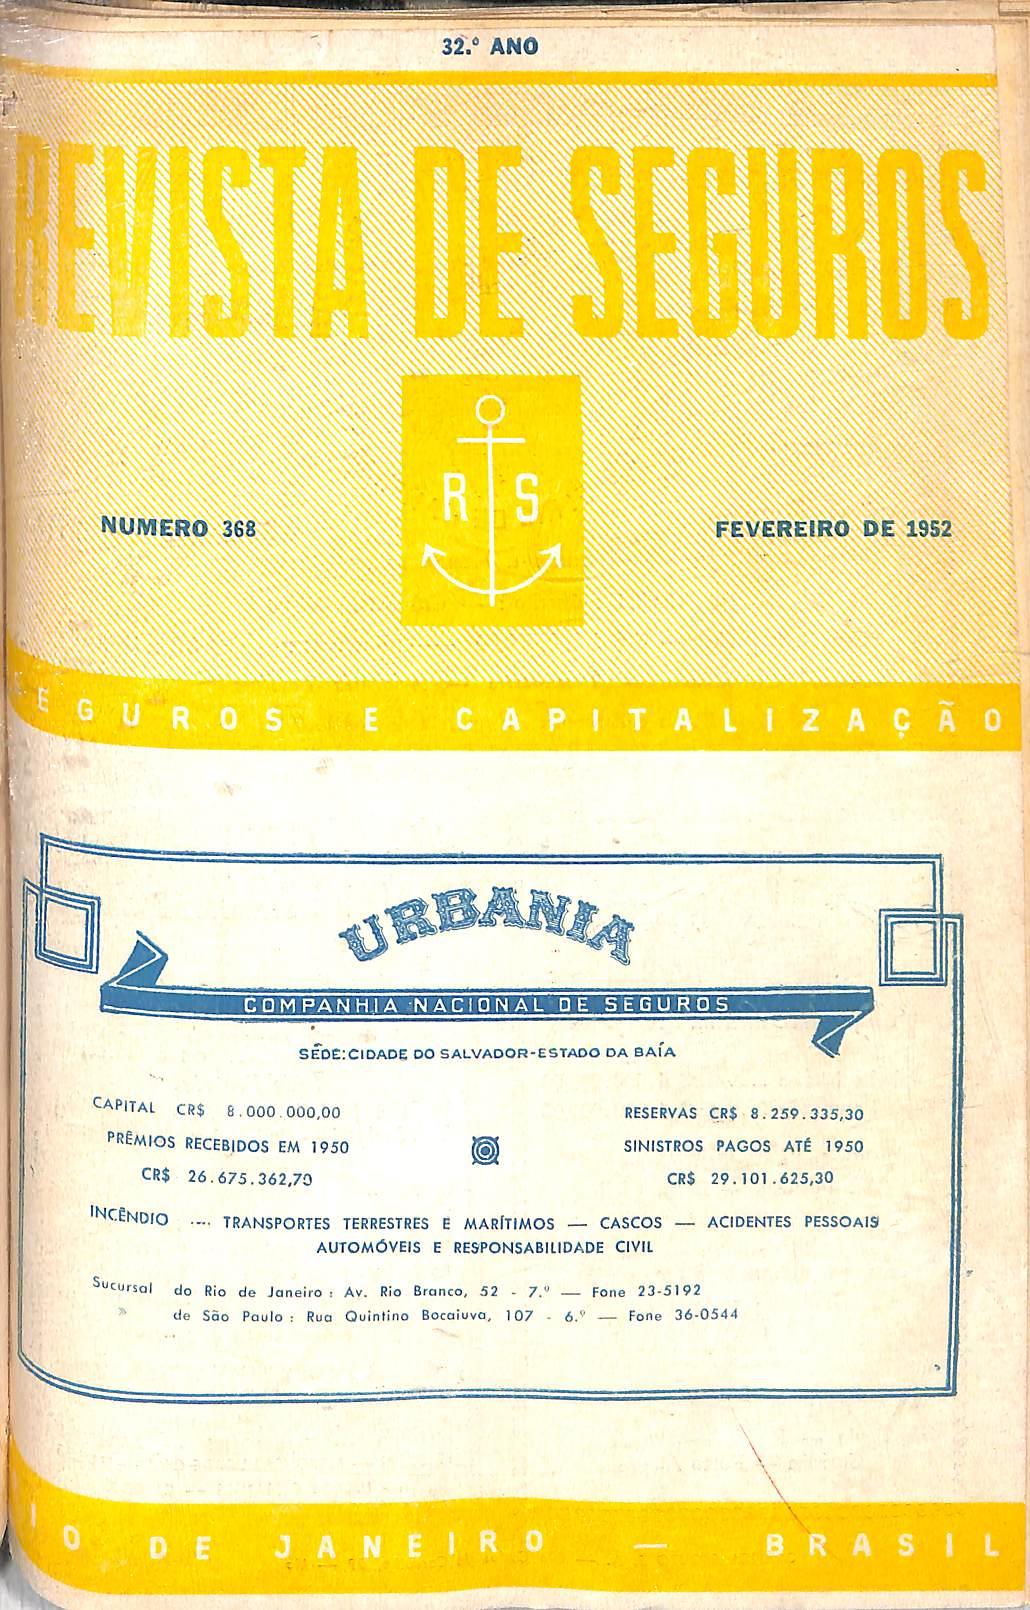 32.º ANO
REVISTA DE SEGUROS
R S
NUMERO 368
FEVEREIRO DE 1952
SEGUROS E CAPITALIZAÇÃO
URBANIA
COMPANHIA NACIONAL DE SEGUROS
SÉDE: CIDADE DO SALVADOR-ESTADO DA BAÍA
CAPITAL CR$ 8.000.000,00
PRÊMIOS RECEBIDOS EM 1950
CR$ 26.675.362,70
RESERVAS CR$ 8.259.335,30
SINISTROS PAGOS ATÉ 1950
CR$ 29.101.625,30
INCÊNDIO — TRANSPORTES TERRESTRES E MARÍTIMOS — CASCOS — ACIDENTES PESSOAIS
AUTOMÓVEIS E RESPONSABILIDADE CIVIL
Sucursal do Rio de Janeiro : Av. Rio Branco, 52 - 7.º — Fone 23-5192
» de São Paulo : Rua Quintino Bocaiuva, 107 - 6.º — Fone 36-0544
IO DE JANEIRO — BRASIL